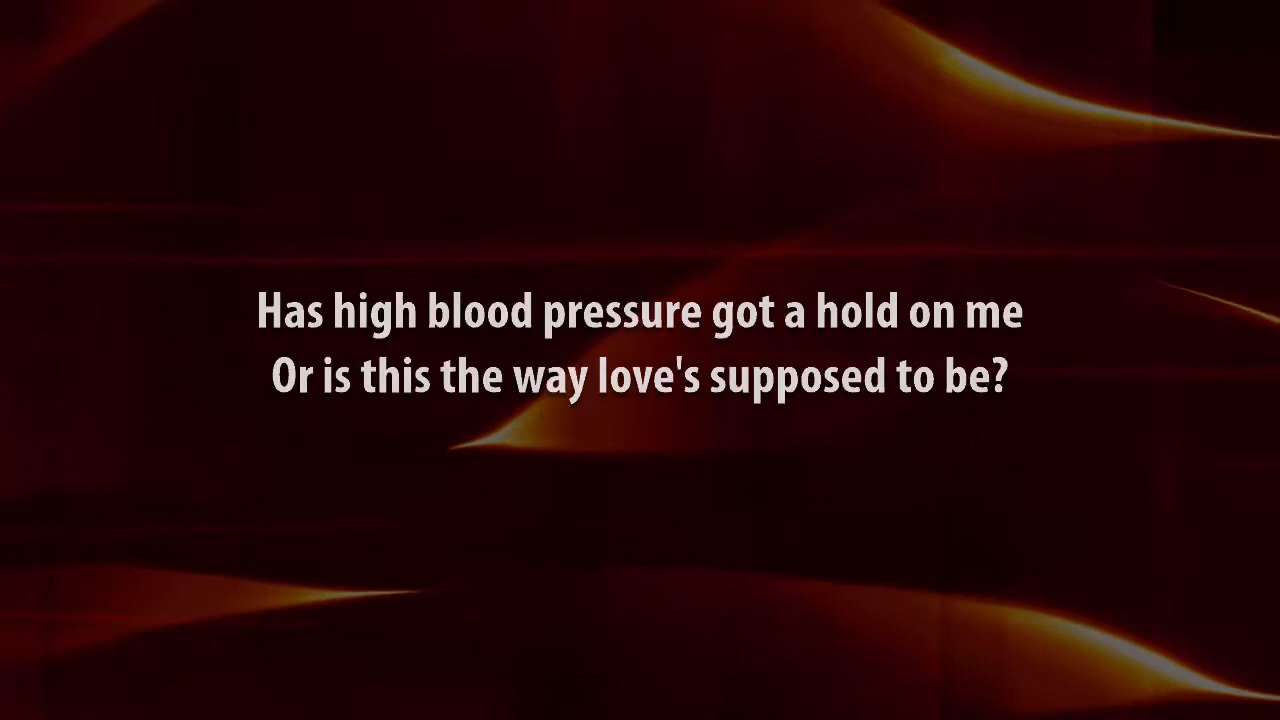 Has high blood pressure got a hold on me
Or is this the way love's supposed to be?